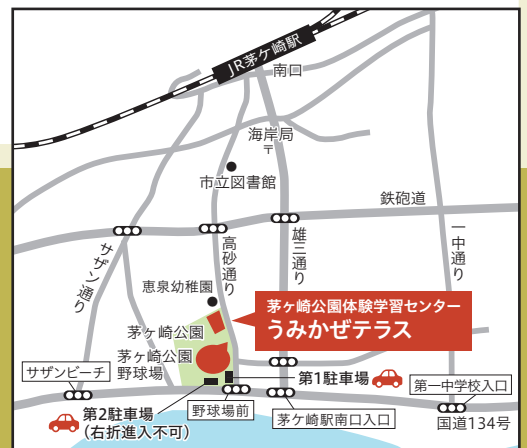 JR茅ケ崎駅
南口
海岸局
〒
市立図書館
鉄砲道
サザン通り
高砂通り
雄三通り
一中通り
恵泉幼稚園
茅ヶ崎公園体験学習センター
うみかぜテラス
茅ヶ崎公園
茅ヶ崎公園
野球場
サザンビーチ
第1駐車場
第一中学校入口
第2駐車場
(右折進入不可)
野球場前
茅ケ崎駅南口入口
国道134号